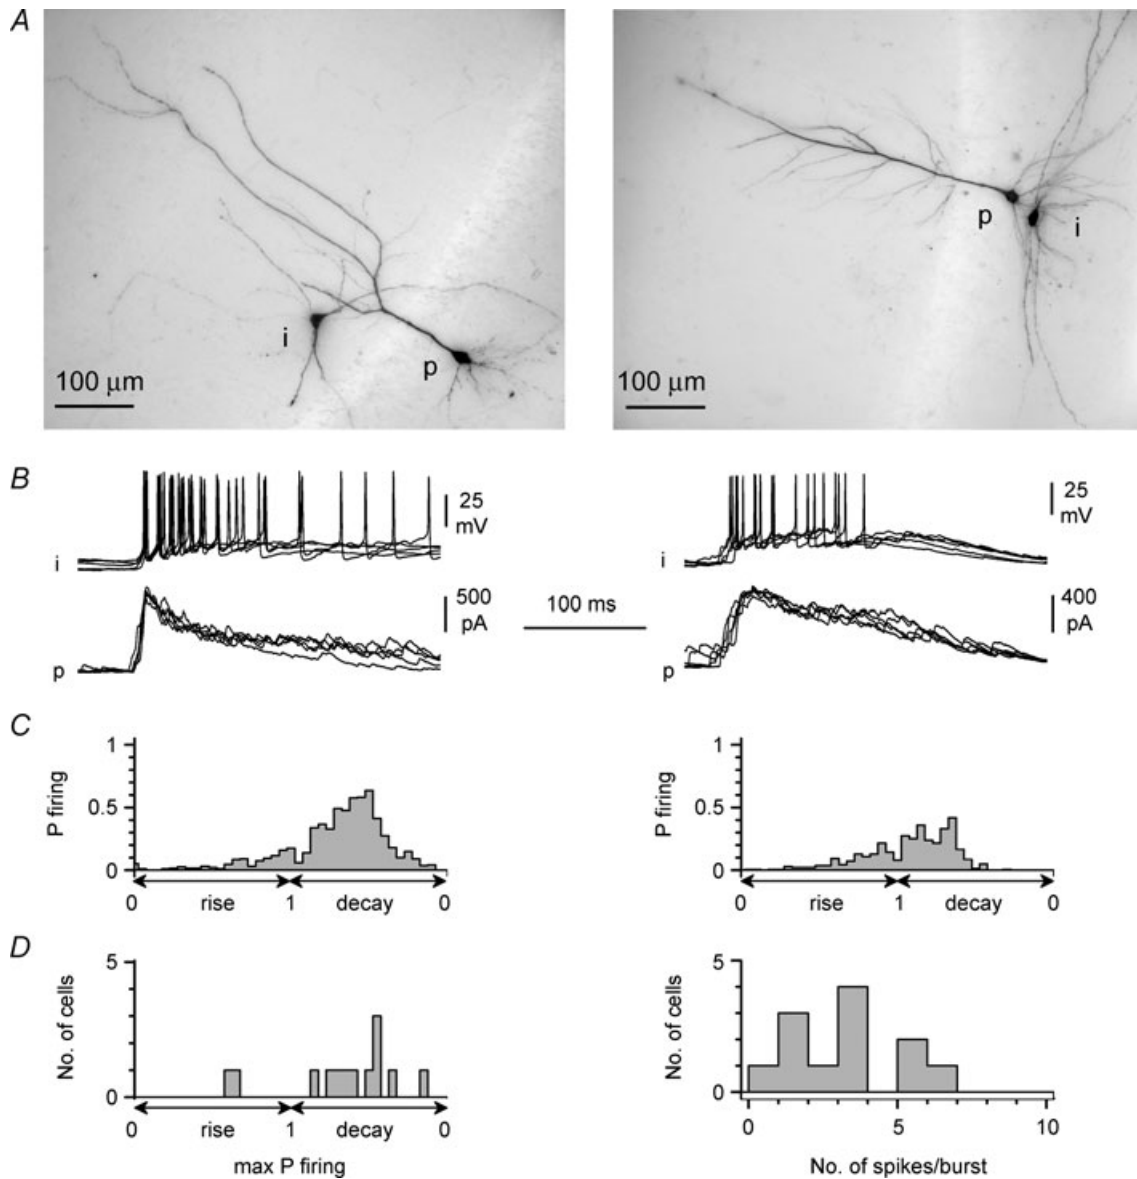 A
i
p
100 µm
p
i
100 µm
B
25
mV
i
500
pA
p
100 ms
25
mV
i
400
pA
p
C
P firing
1
0.5
0
0
rise
1
decay
0
P firing
1
0.5
0
0
rise
1
decay
0
D
No. of cells
5
0
0
rise
1
decay
0
max P firing
No. of cells
5
0
0
5
10
No. of spikes/burst